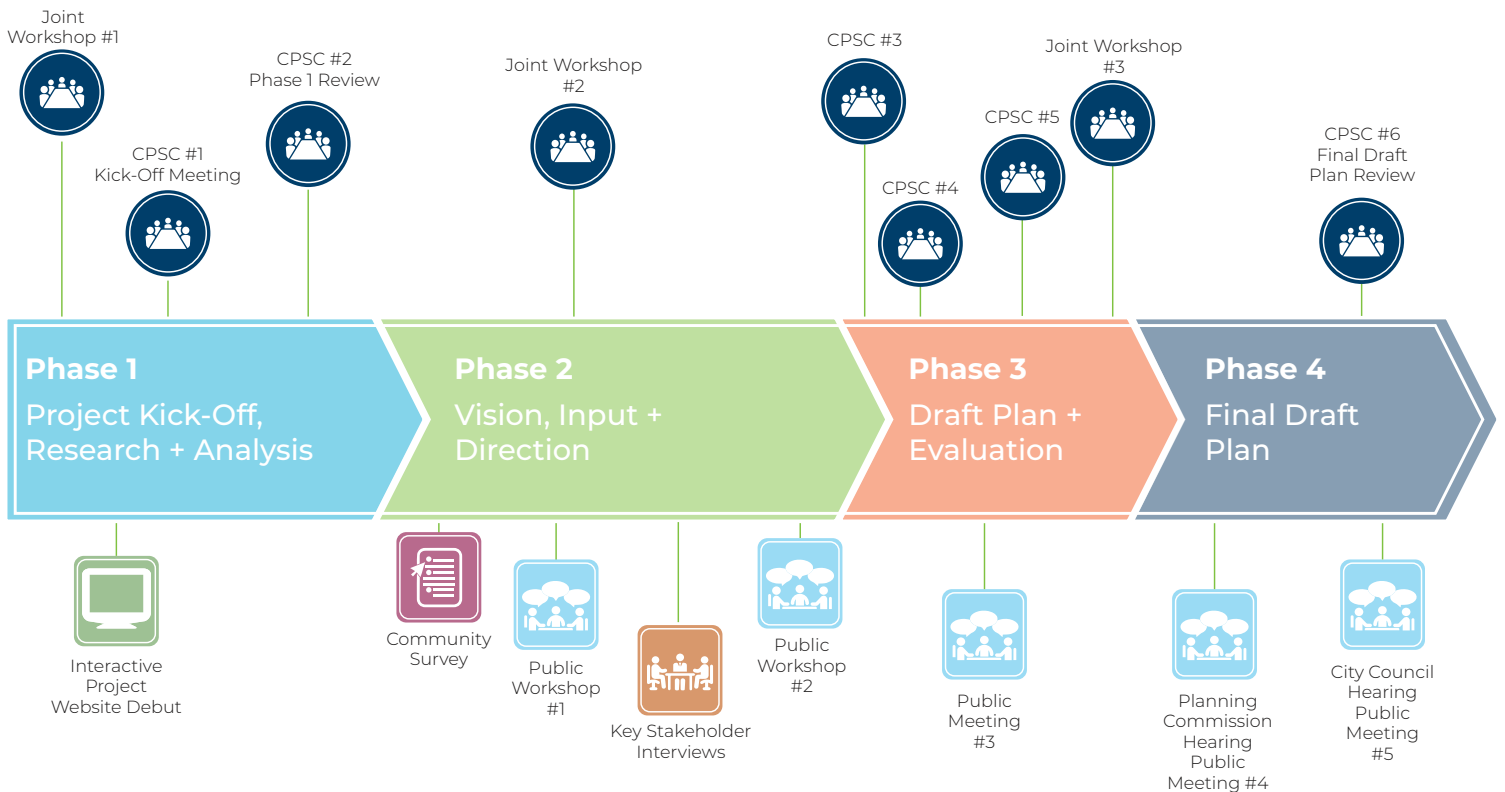 Joint
Workshop #1
CPSC #1
Kick-Off Meeting
CPSC #2
Phase 1 Review
Joint Workshop
#2
CPSC #3
CPSC #4
CPSC #5
Joint Workshop
#3
CPSC #6
Final Draft
Plan Review
Phase 1
Project Kick-Off,
Research + Analysis
Phase 2
Vision, Input +
Direction
Phase 3
Draft Plan +
Evaluation
Phase 4
Final Draft
Plan
Interactive
Project
Website Debut
Community
Survey
Public
Workshop
#1
Key Stakeholder
Interviews
Public
Workshop
#2
Public
Meeting
#3
Planning
Commission
Hearing
Public
Meeting #4
City Council
Hearing
Public
Meeting
#5